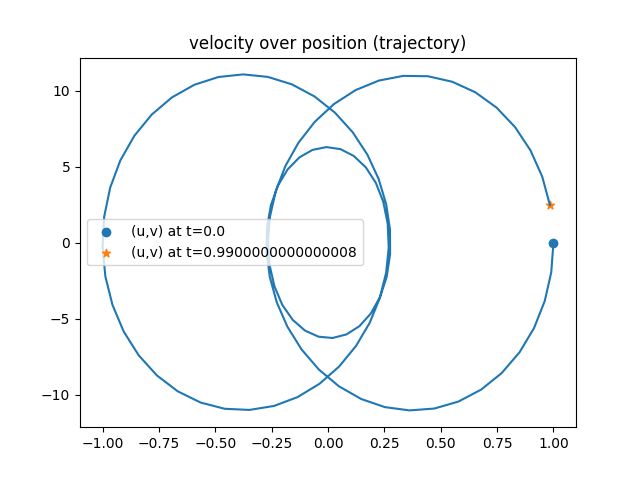 velocity over position (trajectory)
10
5
0
−5
−10
(u,v) at t=0.0
(u,v) at t=0.9900000000000008
−1.00 −0.75 −0.50 −0.25 0.00 0.25 0.50 0.75 1.00